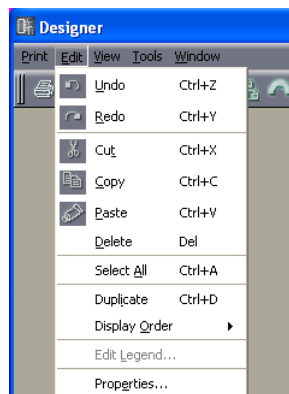 Designer
Print Edit View Tools Window
Undo Ctrl+Z
Redo Ctrl+Y
Cut Ctrl+X
Copy Ctrl+C
Paste Ctrl+V
Delete Del
Select All Ctrl+A
Duplicate Ctrl+D
Display Order
Edit Legend...
Properties...